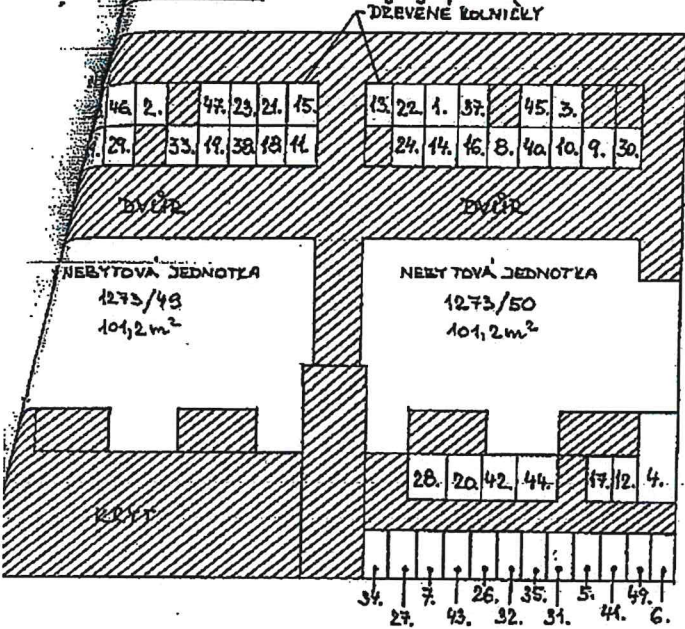 DŘEVĚNÉ KOLNIČKY
46. 2. 47. 23. 21. 15. 13. 22. 1. 37. 45. 3.
29. 33. 19. 38. 18. 11. 24. 14. 16. 8. 40. 10. 9. 30.
DVŮR DVŮR
NEBYTOVÁ JEDNOTKA
1273/49
101,2 m²
NEBYTOVÁ JEDNOTKA
1273/50
101,2 m²
28. 20. 42. 44. 17. 12. 4.
KRYT
34. 27. 7. 43. 26. 32. 35. 31. 5. 41. 49. 6.